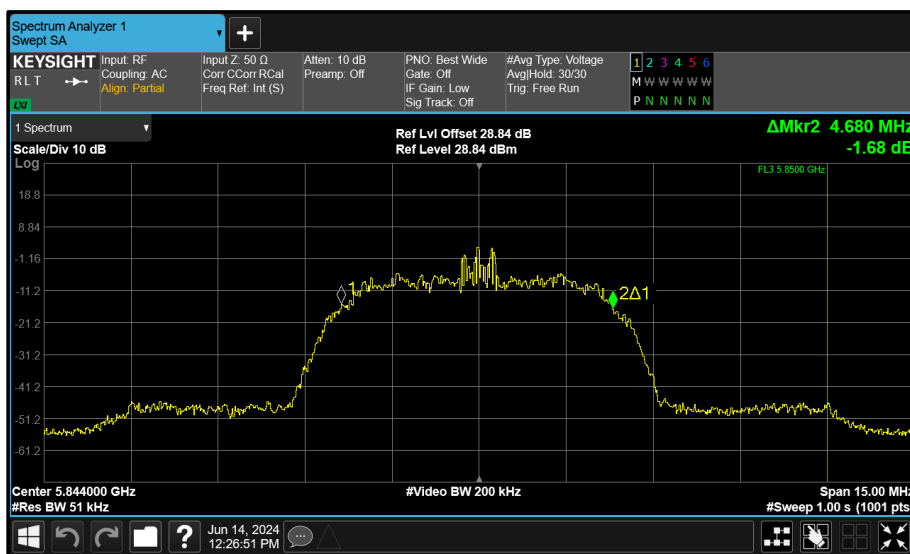 Spectrum Analyzer 1
Swept SA
KEYSIGHT
R L T
LXI
Input: RF
Coupling: AC
Align: Partial
Input Z: 50 Ω
Corr CCorr RCal
Freq Ref: Int (S)
Atten: 10 dB
Preamp: Off
PNO: Best Wide
Gate: Off
IF Gain: Low
Sig Track: Off
#Avg Type: Voltage
Avg|Hold: 30/30
Trig: Free Run
1 2 3 4 5 6
M W W W W W
P N N N N N
1 Spectrum
Scale/Div 10 dB
Ref Lvl Offset 28.84 dB
Ref Level 28.84 dBm
ΔMkr2 4.680 MHz
-1.68 dB
Log
FL3 5.8500 GHz
18.8
8.84
-1.16
-11.2
-21.2
-31.2
-41.2
-51.2
-61.2
1
2Δ1
Center 5.844000 GHz
#Res BW 51 kHz
#Video BW 200 kHz
Span 15.00 MHz
#Sweep 1.00 s (1001 pts
?
Jun 14, 2024
12:26:51 PM